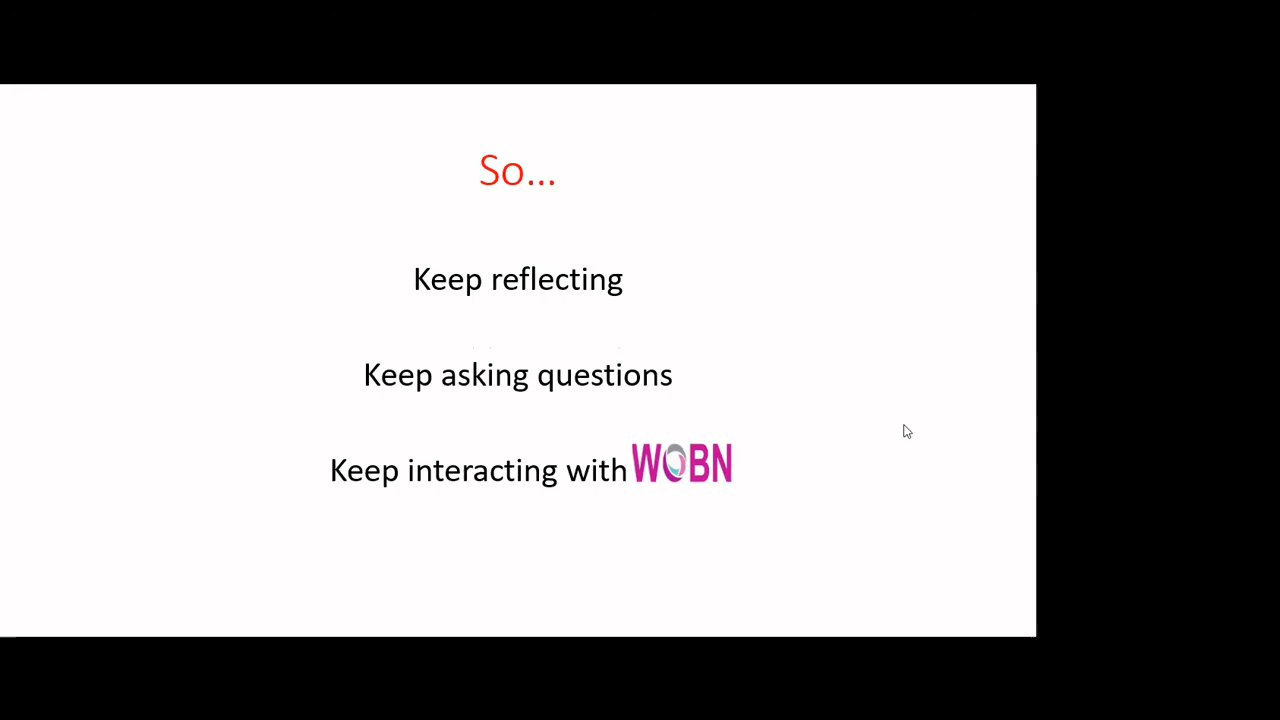 So...
Keep reflecting
Keep asking questions
Keep interacting with WOBN